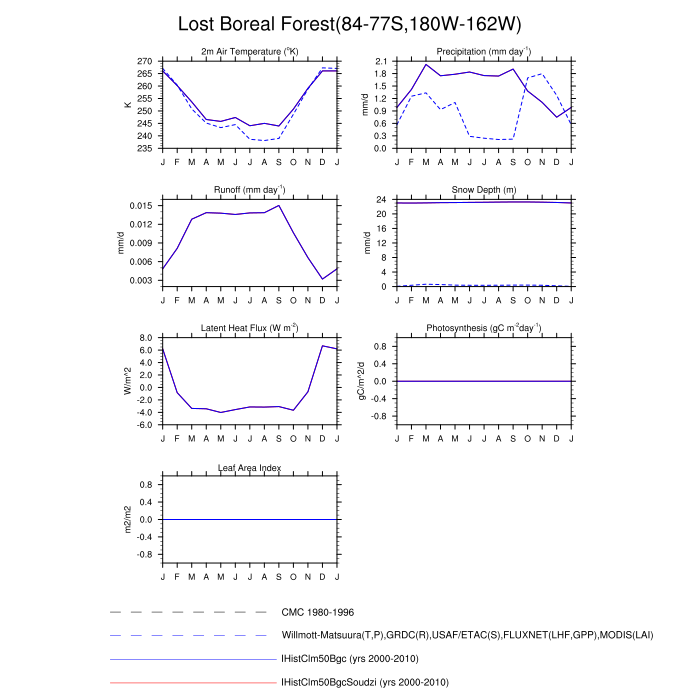 Lost Boreal Forest(84-77S,180W-162W)
2m Air Temperature (°K)
270
265
260
255
250
245
240
235
K
J F M A M J J A S O N D J
Precipitation (mm day⁻¹)
2.1
1.8
1.5
1.2
0.9
0.6
0.3
0.0
mm/d
J F M A M J J A S O N D J
Runoff (mm day⁻¹)
0.015
0.012
0.009
0.006
0.003
mm/d
J F M A M J J A S O N D J
Snow Depth (m)
24
20
16
12
8
4
0
mm/d
J F M A M J J A S O N D J
Latent Heat Flux (W m⁻²)
8.0
6.0
4.0
2.0
0.0
-2.0
-4.0
-6.0
W/m^2
J F M A M J J A S O N D J
Photosynthesis (gC m⁻²day⁻¹)
0.8
0.4
0.0
-0.4
-0.8
gC/m^2/d
J F M A M J J A S O N D J
Leaf Area Index
0.8
0.4
0.0
-0.4
-0.8
m2/m2
J F M A M J J A S O N D J
CMC 1980-1996
Willmott-Matsuura(T,P),GRDC(R),USAF/ETAC(S),FLUXNET(LHF,GPP),MODIS(LAI)
IHistClm50Bgc (yrs 2000-2010)
IHistClm50BgcSoudzi (yrs 2000-2010)